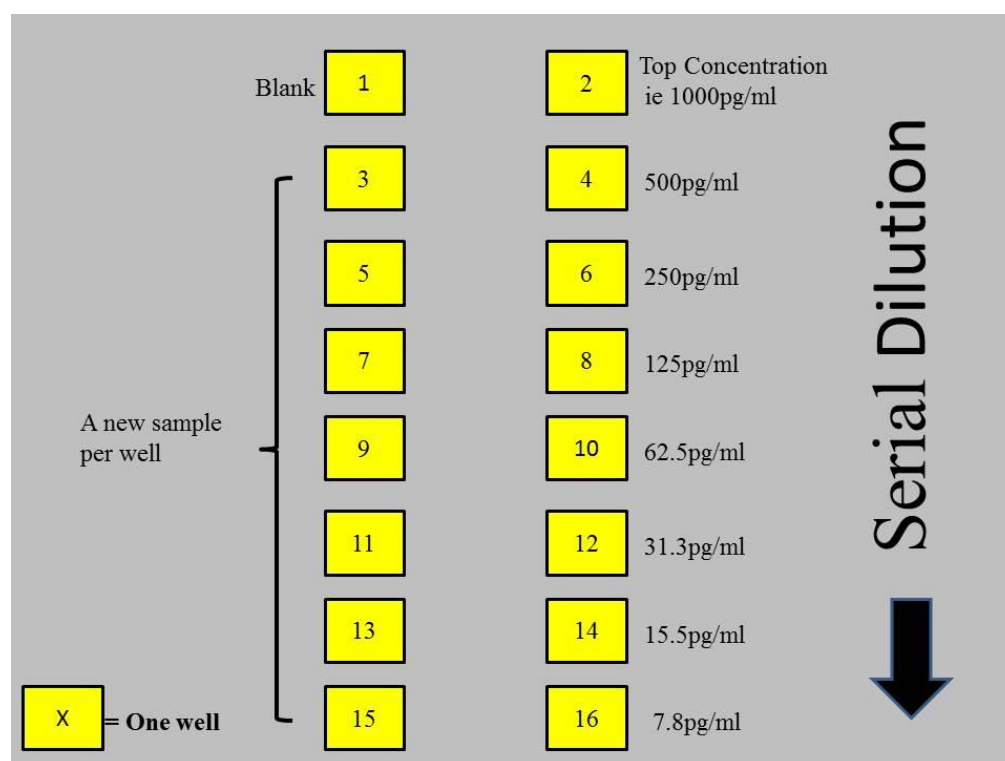 Blank
1
2
Top Concentration
ie 1000pg/ml
3
4
500pg/ml
5
6
250pg/ml
7
8
125pg/ml
A new sample
per well
9
10
62.5pg/ml
11
12
31.3pg/ml
13
14
15.5pg/ml
15
16
7.8pg/ml
X
= One well
Serial Dilution